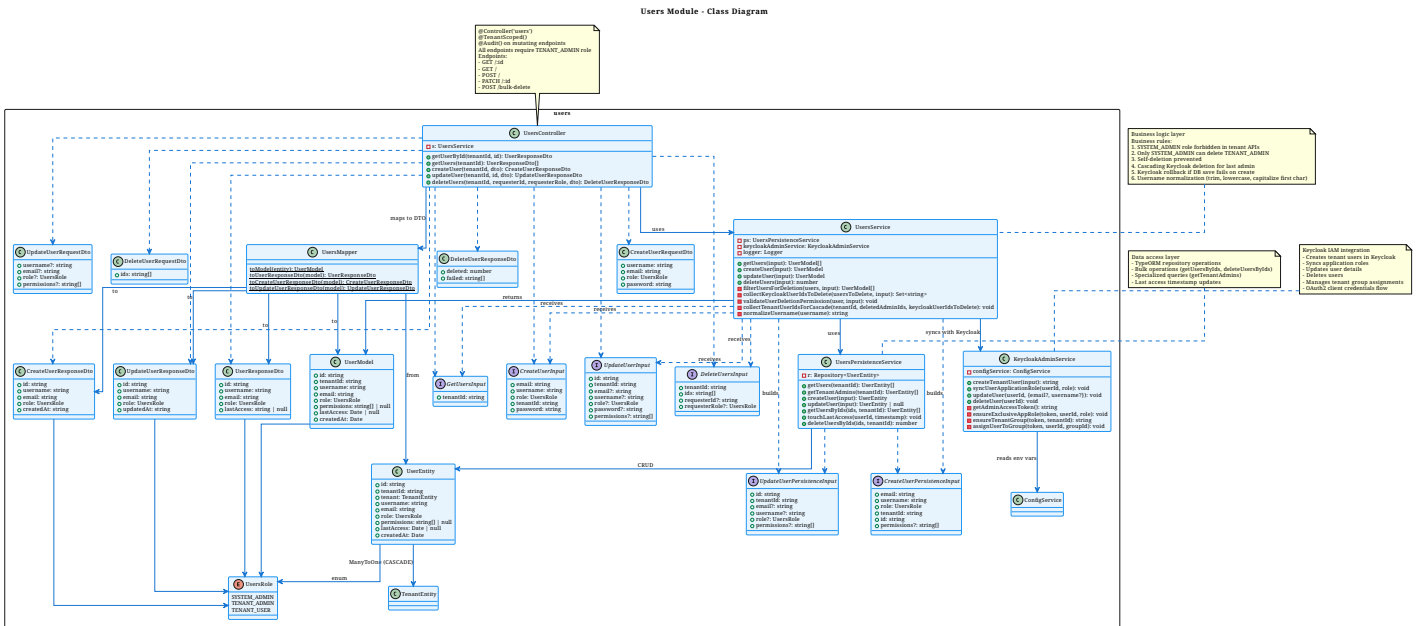 Users Module - Class Diagram
@Controller('users')
@TenantScoped()
@Audit() on mutating endpoints
All endpoints require TENANT_ADMIN role
Endpoints:
- GET /:id
- GET /
- POST /
- PATCH /:id
- POST /bulk-delete
users
C UsersController
s: UsersService
getUserById(tenantId, id): UserResponseDto
getUsers(tenantId): UserResponseDto[]
createUser(tenantId, dto): CreateUserResponseDto
updateUser(tenantId, id, dto): UpdateUserResponseDto
deleteUsers(tenantId, requesterId, requesterRole, dto): DeleteUserResponseDto
Business logic layer
Business rules:
1. SYSTEM_ADMIN role forbidden in tenant APIs
2. Only SYSTEM_ADMIN can delete TENANT_ADMIN
3. Self-deletion prevented
4. Cascading Keycloak deletion for last admin
5. Keycloak rollback if DB save fails on create
6. Username normalization (trim, lowercase, capitalize first char)
maps to DTO
uses
C UsersService
ps: UsersPersistenceService
keycloakAdminService: KeycloakAdminService
logger: Logger
getUsers(input): UserModel[]
createUser(input): UserModel
updateUser(input): UserModel
deleteUsers(input): number
filterUsersForDeletion(users, input): UserModel[]
collectKeycloakUserIdsToDelete(usersToDelete, input): Set<string>
validateUserDeletionPermission(user, input): void
collectTenantUserIdsForCascade(tenantId, deletedAdminIds, keycloakUserIdsToDelete): void
normalizeUsername(username): string
C UpdateUserRequestDto
username?: string
email?: string
role?: UsersRole
permissions?: string[]
C DeleteUserRequestDto
ids: string[]
C UsersMapper
toModel(entity): UserModel
toUserResponseDto(model): UserResponseDto
toCreateUserResponseDto(model): CreateUserResponseDto
toUpdateUserResponseDto(model): UpdateUserResponseDto
C DeleteUserResponseDto
deleted: number
failed: string[]
C CreateUserRequestDto
username: string
email: string
role: UsersRole
password: string
Data access layer
- TypeORM repository operations
- Bulk operations (getUsersByIds, deleteUsersByIds)
- Specialized queries (getTenantAdmins)
- Last access timestamp updates
Keycloak IAM integration
- Creates tenant users in Keycloak
- Syncs application roles
- Updates user details
- Deletes users
- Manages tenant group assignments
- OAuth2 client credentials flow
to
to
to
to
returns
receives
receives
receives
receives
uses
syncs with Keycloak
from
builds
builds
C CreateUserResponseDto
id: string
username: string
email: string
role: UsersRole
createdAt: string
C UpdateUserResponseDto
id: string
username: string
email: string
role: UsersRole
updatedAt: string
C UserResponseDto
id: string
username: string
email: string
role: UsersRole
lastAccess: string | null
C UserModel
id: string
tenantId: string
username: string
email: string
role: UsersRole
permissions: string[] | null
lastAccess: Date | null
createdAt: Date
I GetUsersInput
tenantId: string
I CreateUserInput
email: string
username: string
role: UsersRole
tenantId: string
password: string
I UpdateUserInput
id: string
tenantId: string
email?: string
username?: string
role?: UsersRole
password?: string
permissions?: string[]
I DeleteUsersInput
tenantId: string
ids: string[]
requesterId?: string
requesterRole?: UsersRole
C UsersPersistenceService
r: Repository<UserEntity>
getUsers(tenantId): UserEntity[]
getTenantAdmins(tenantId): UserEntity[]
createUser(input): UserEntity
updateUser(input): UserEntity | null
getUsersByIds(ids, tenantId): UserEntity[]
touchLastAccess(userId, timestamp): void
deleteUsersByIds(ids, tenantId): number
C KeycloakAdminService
configService: ConfigService
createTenantUser(input): string
syncUserApplicationRole(userId, role): void
updateUser(userId, {email?, username?}): void
deleteUser(userId): void
getAdminAccessToken(): string
ensureExclusiveAppRole(token, userId, role): void
ensureTenantGroup(token, tenantId): string
assignUserToGroup(token, userId, groupId): void
CRUD
reads env vars
C UserEntity
id: string
tenantId: string
tenant: TenantEntity
username: string
email: string
role: UsersRole
permissions: string[] | null
lastAccess: Date | null
createdAt: Date
I UpdateUserPersistenceInput
id: string
tenantId: string
email?: string
username?: string
role?: UsersRole
permissions?: string[]
I CreateUserPersistenceInput
email: string
username: string
role: UsersRole
tenantId: string
id: string
permissions?: string[]
C ConfigService
ManyToOne (CASCADE)
enum
E UsersRole
SYSTEM_ADMIN
TENANT_ADMIN
TENANT_USER
C TenantEntity